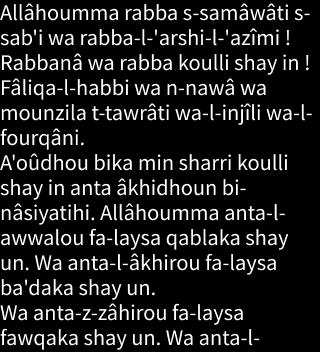 Allâhoumma rabba s-samâwâti s-
sab'i wa rabba-l-'arshi-l-'azîmi !
Rabbanâ wa rabba koulli shay in !
Fâliqa-l-habbi wa n-nawâ wa
mounzila t-tawrâti wa-l-injîli wa-l-
fourqâni.
A'oûdhou bika min sharri koulli
shay in anta âkhidhoun bi-
nâsiyatihi. Allâhoumma anta-l-
awwalou fa-laysa qablaka shay
un. Wa anta-l-âkhirou fa-laysa
ba'daka shay un.
Wa anta-z-zâhirou fa-laysa
fawqaka shay un. Wa anta-l-